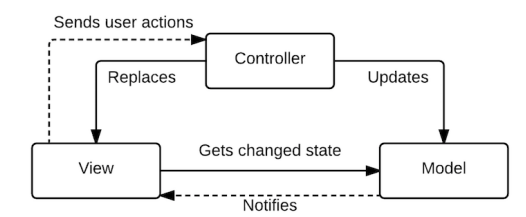 Sends user actions
Controller
Replaces
Updates
Gets changed state
View
Model
Notifies